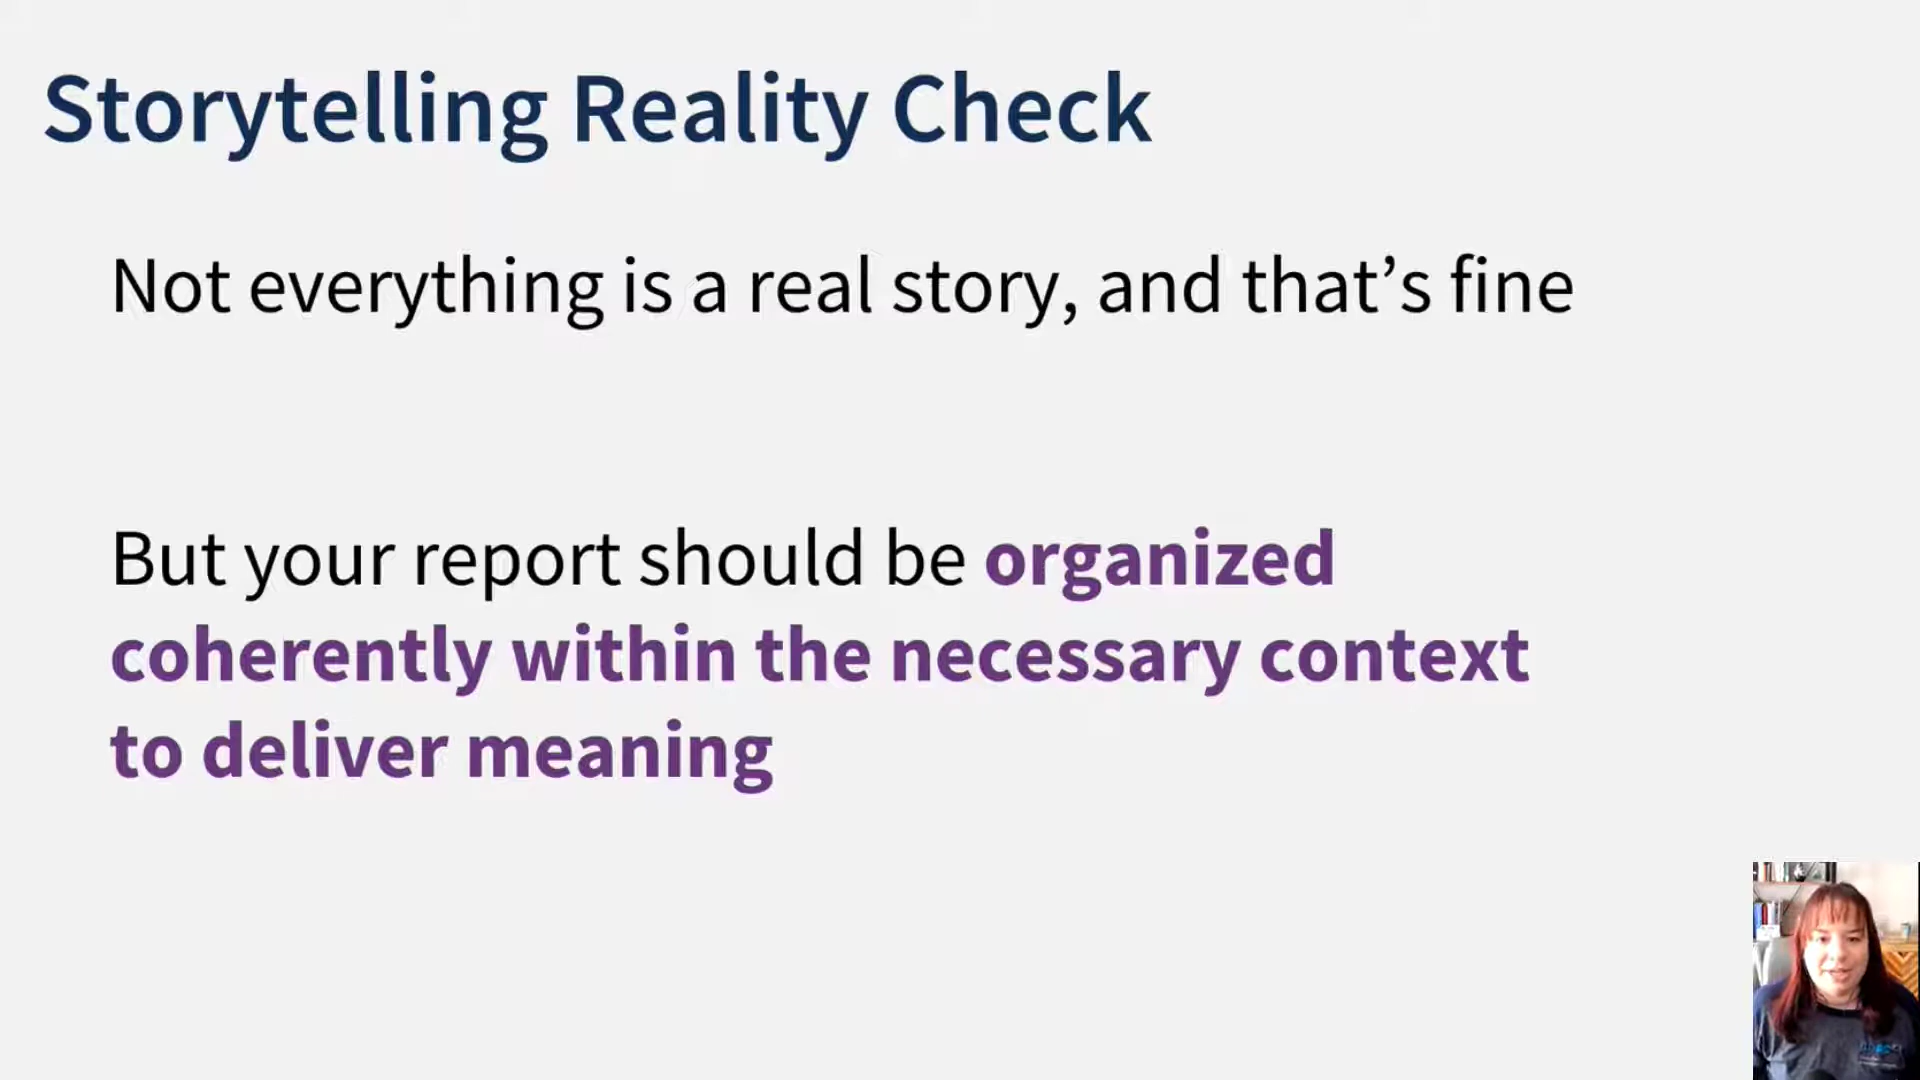 Storytelling Reality Check
Not everything is a real story, and that’s fine
But your report should be organized
coherently within the necessary context
to deliver meaning